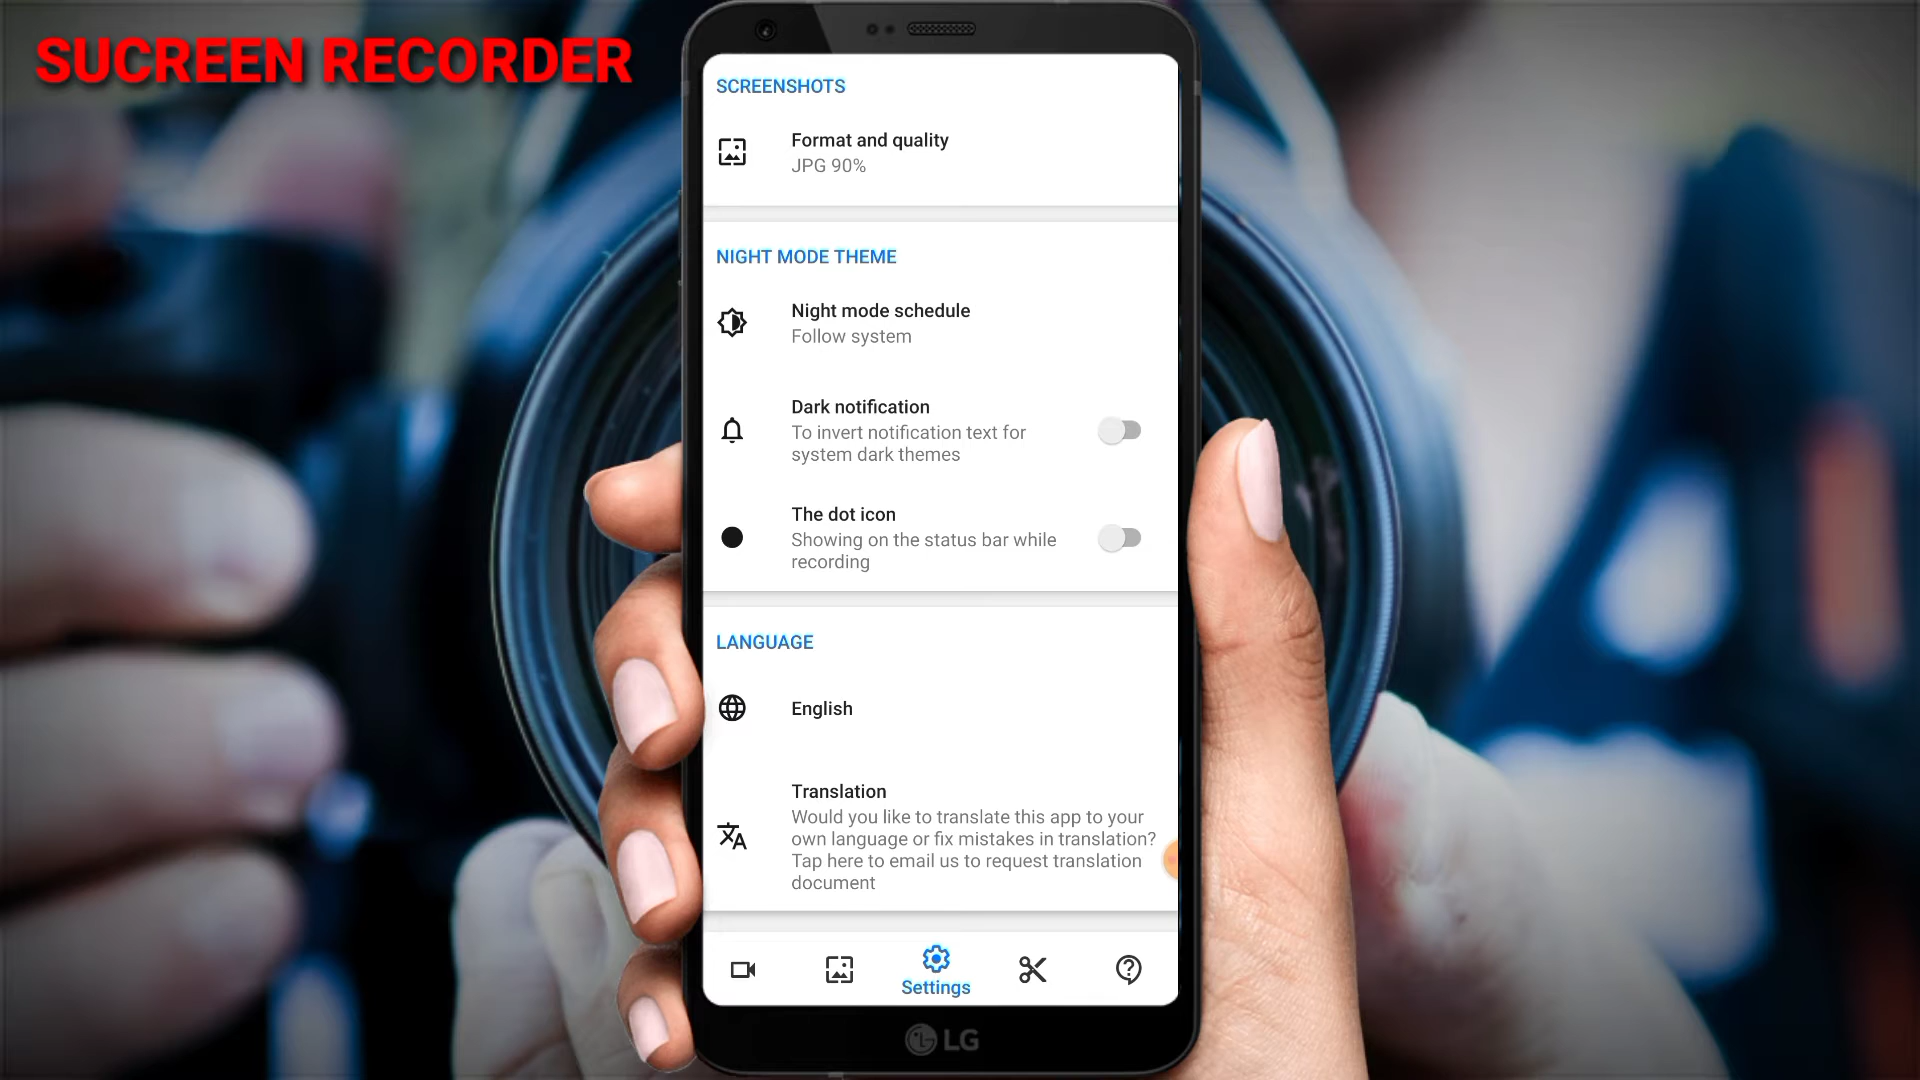 SUCREEN RECORDER
SCREENSHOTS
Format and quality
JPG 90%
NIGHT MODE THEME
Night mode schedule
Follow system
Dark notification
To invert notification text for
system dark themes
The dot icon
Showing on the status bar while
recording
LANGUAGE
English
Translation
Would you like to translate this app to your
own language or fix mistakes in translation?
Tap here to email us to request translation
document
Settings
LG